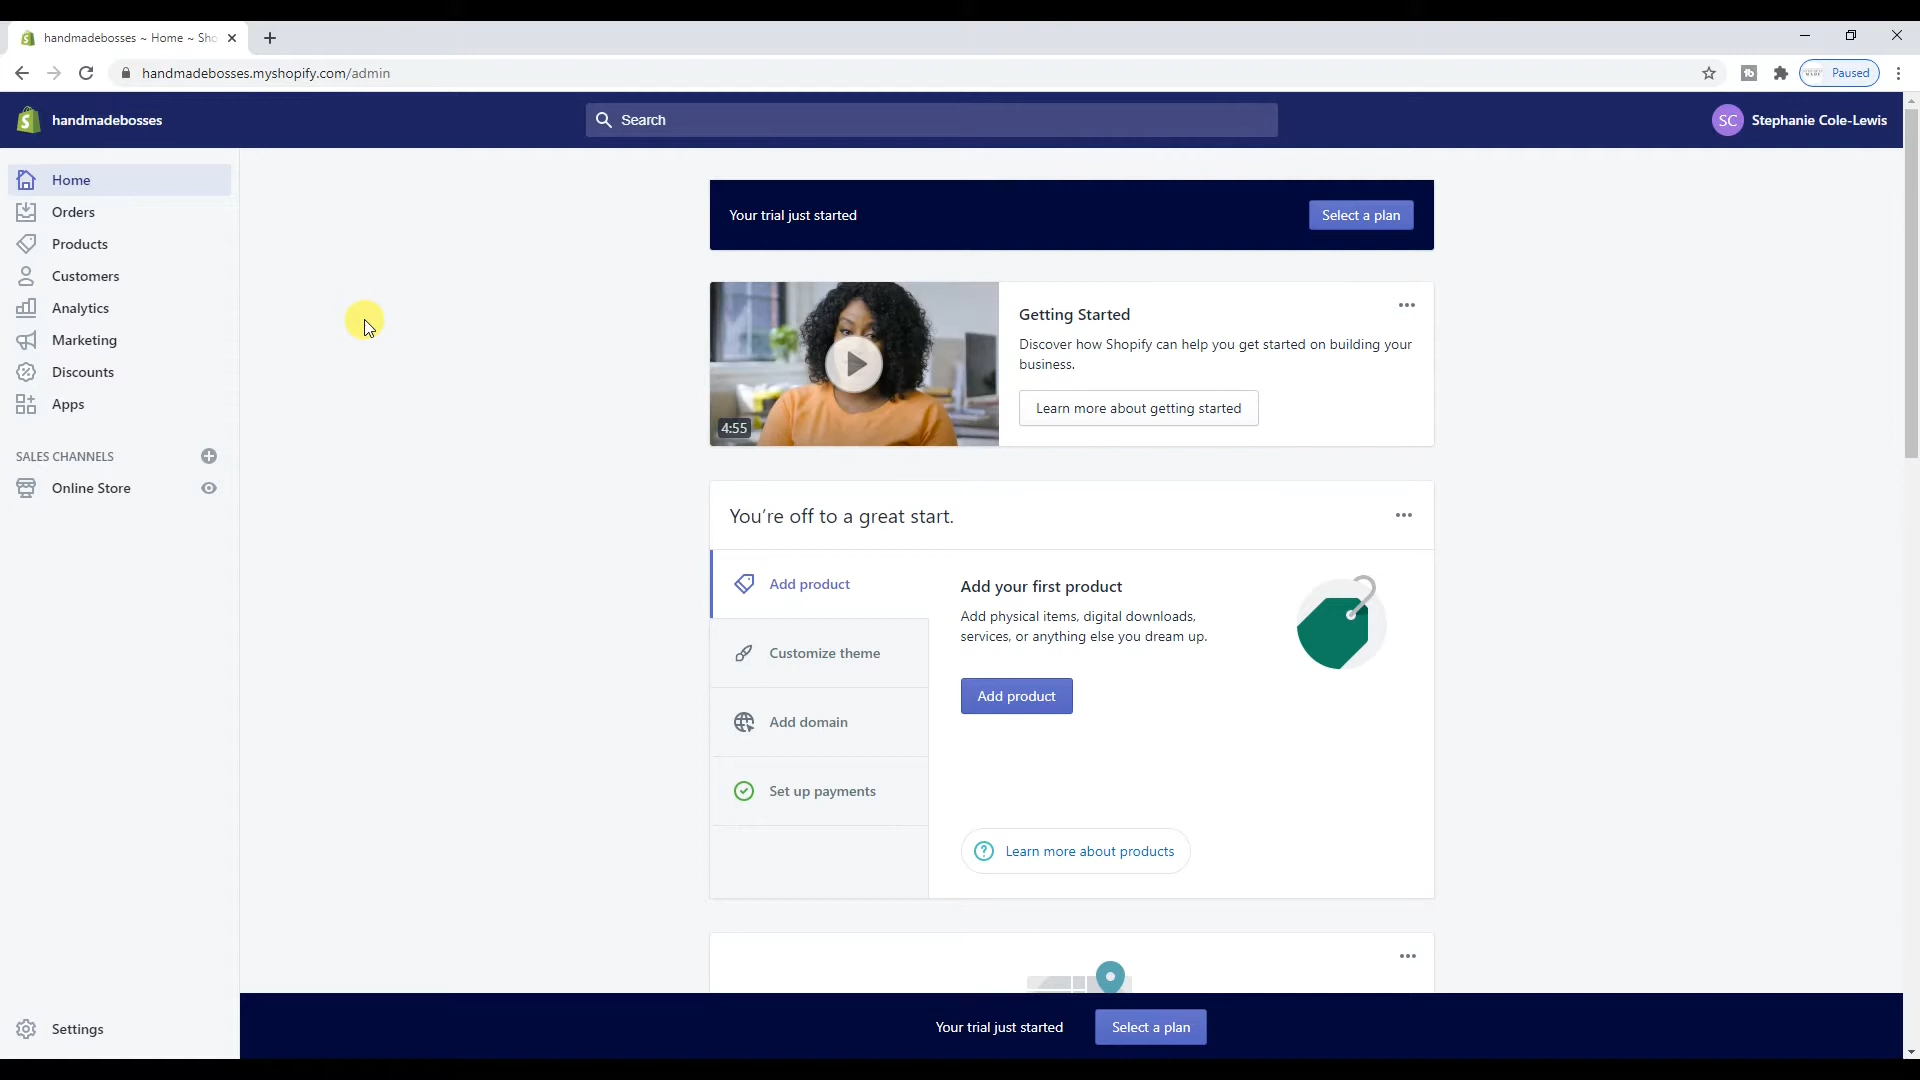 handmadebosses ~ Home ~ Sho
handmadebosses.myshopify.com/admin
Paused
handmadebosses
Search
SC
Stephanie Cole-Lewis
Home
Orders
Products
Customers
Analytics
Marketing
Discounts
Apps
SALES CHANNELS
Online Store
Settings
Your trial just started
Select a plan
4:55
Getting Started
Discover how Shopify can help you get started on building your
business.
Learn more about getting started
You're off to a great start.
Add product
Customize theme
Add domain
Set up payments
Add your first product
Add physical items, digital downloads,
services, or anything else you dream up.
Add product
Learn more about products
Your trial just started
Select a plan